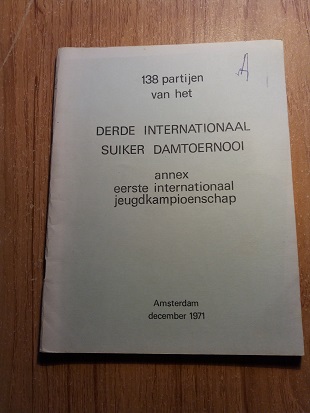 138 partijen
van het
A
DERDE INTERNATIONAAL
SUIKER DAMTOERNOOI
annex
eerste internationaal
jeugdkampioenschap
Amsterdam
december 1971